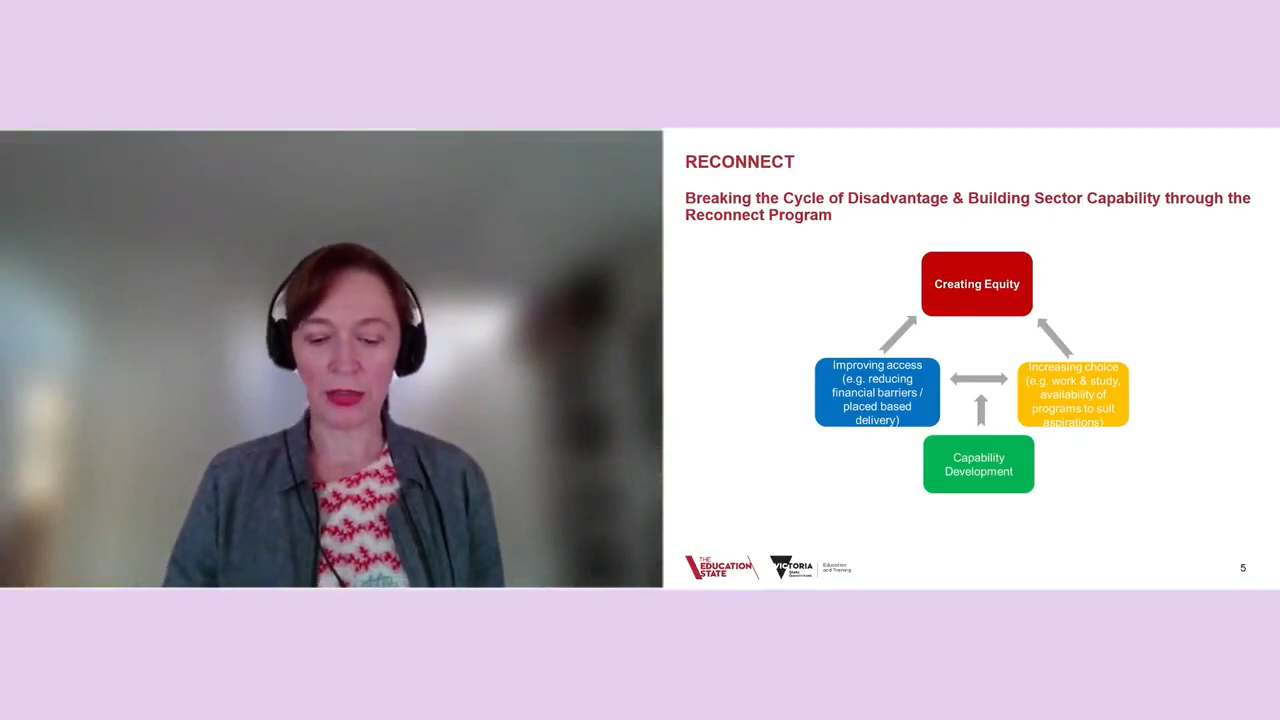 RECONNECT
Breaking the Cycle of Disadvantage & Building Sector Capability through the
Reconnect Program
Creating Equity
Improving access
(e.g. reducing
financial barriers /
placed based
delivery)
Increasing choice
(e.g. work & study,
availability of
programs to suit
aspirations)
Capability
Development
THE
EDUCATION
STATE
VICTORIA
State
Government
Education
and Training
5